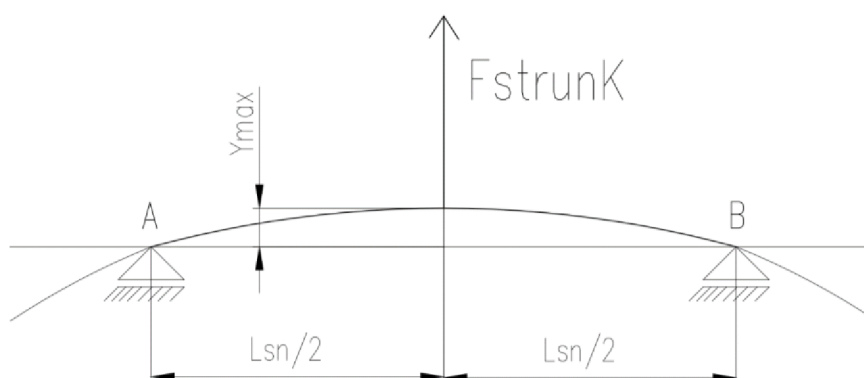 FstrunK
Ymax
A
B
Lsn/2
Lsn/2